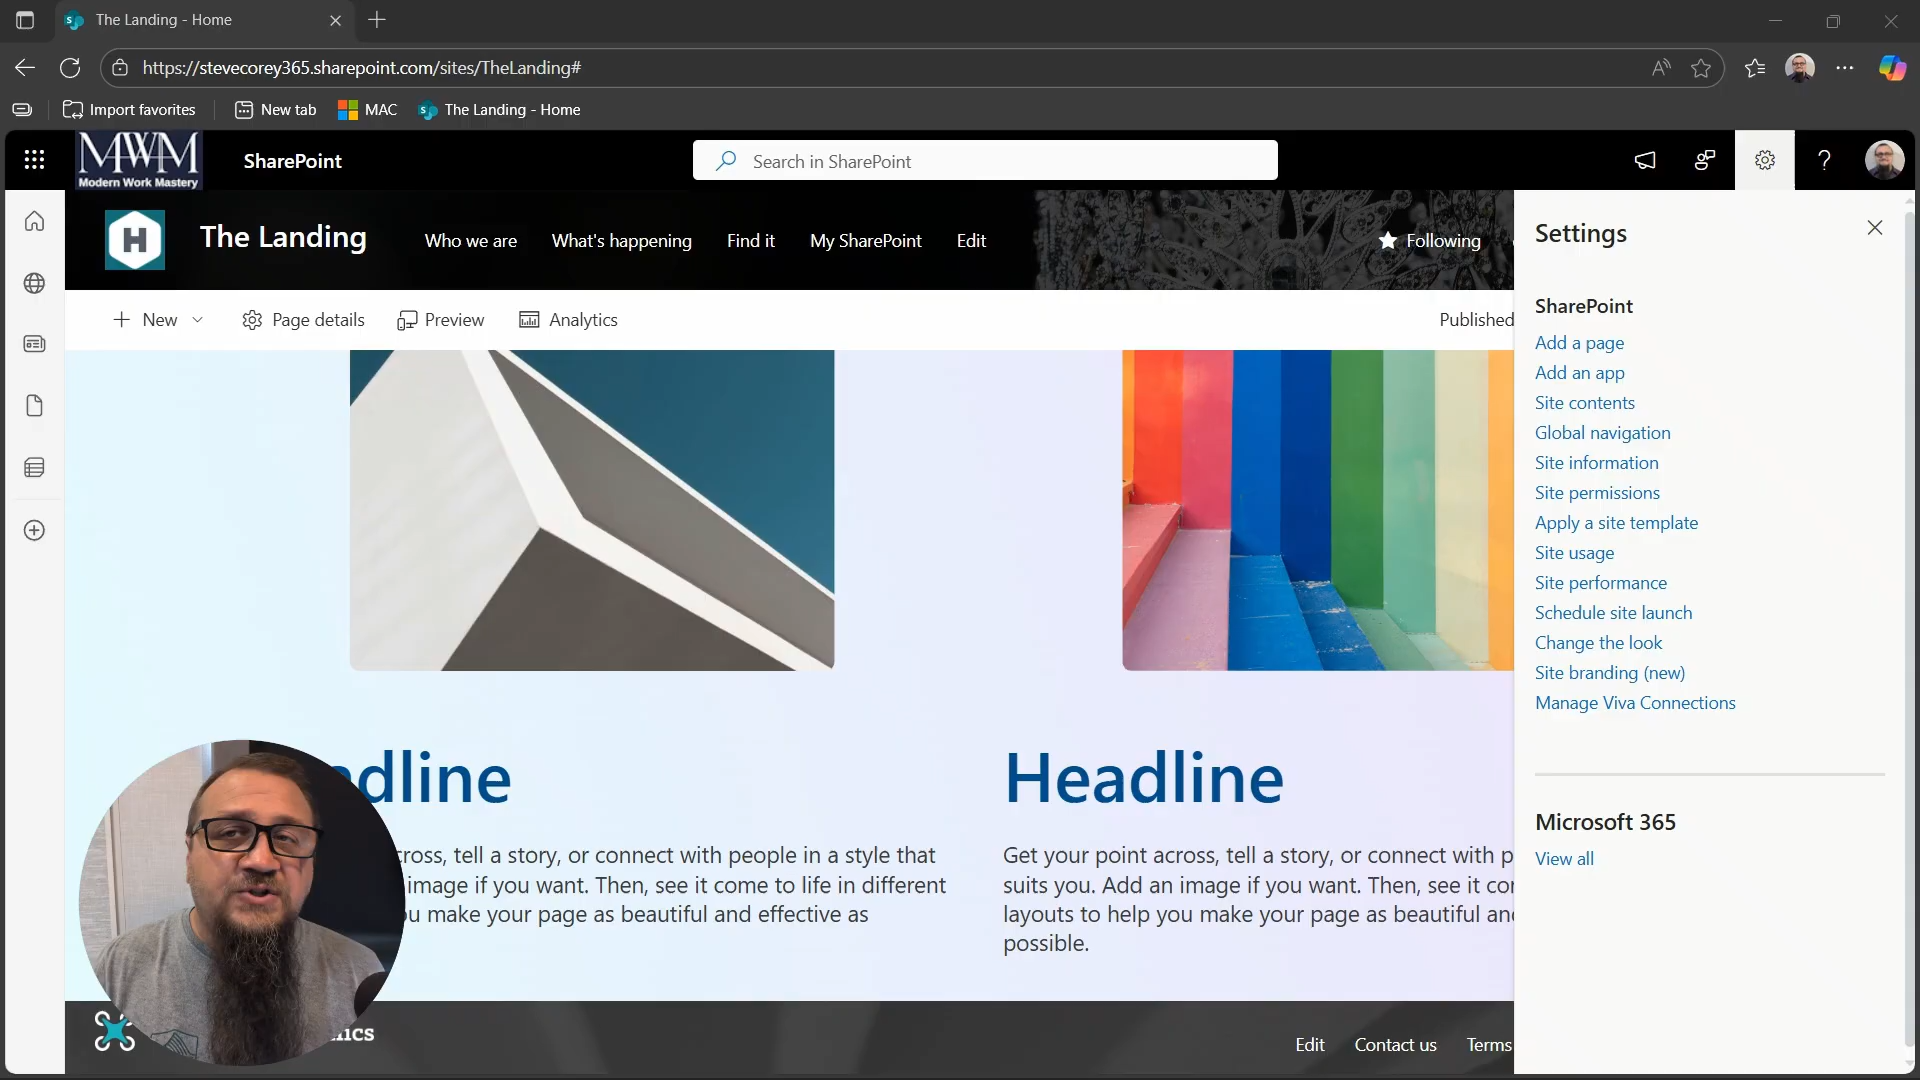 The Landing - Home
https://stevecorey365.sharepoint.com/sites/TheLanding#
Import favorites
New tab
MAC
The Landing - Home
MWM
Modern Work Mastery
SharePoint
Search in SharePoint
H
The Landing
Who we are
What's happening
Find it
My SharePoint
Edit
Following
New
Page details
Preview
Analytics
Published
adline
cross, tell a story, or connect with people in a style that
image if you want. Then, see it come to life in different
u make your page as beautiful and effective as
Headline
Get your point across, tell a story, or connect with p
suits you. Add an image if you want. Then, see it co
layouts to help you make your page as beautiful an
possible.
Edit
Contact us
Terms
Settings
SharePoint
Add a page
Add an app
Site contents
Global navigation
Site information
Site permissions
Apply a site template
Site usage
Site performance
Schedule site launch
Change the look
Site branding (new)
Manage Viva Connections
Microsoft 365
View all